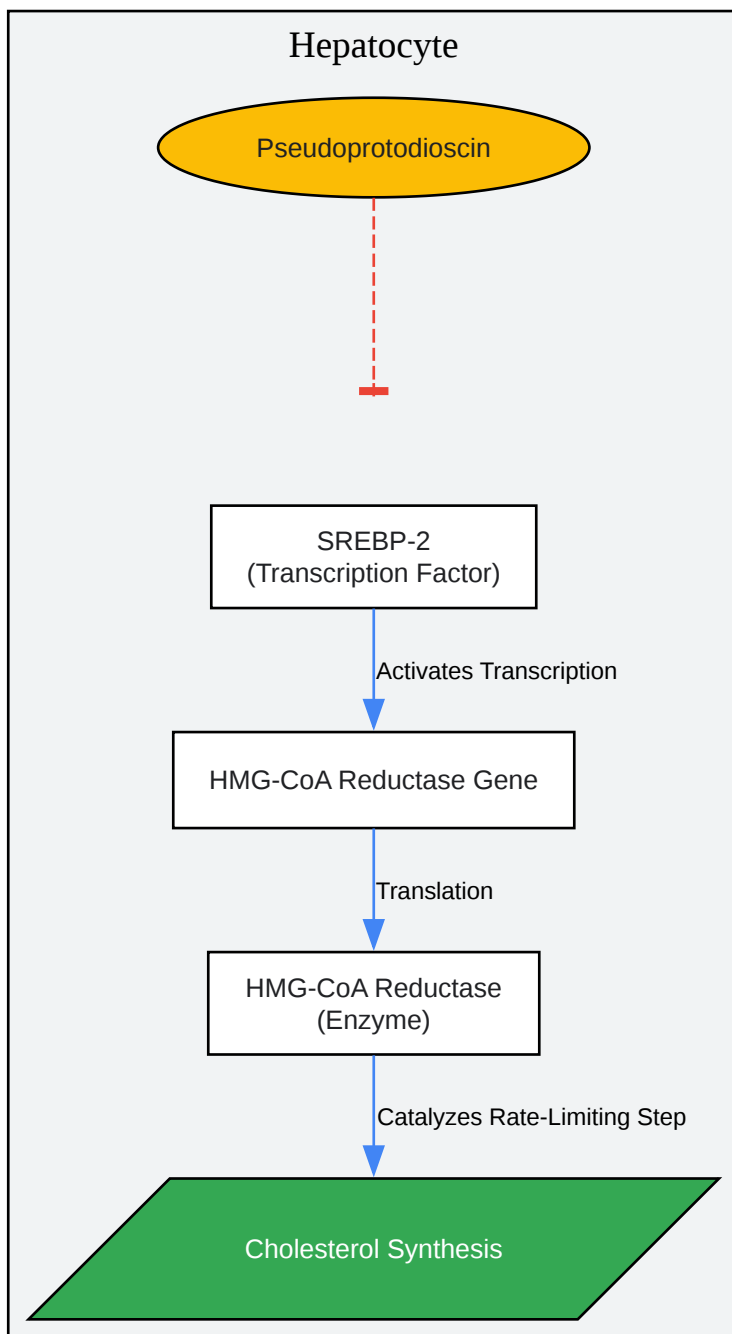 Hepatocyte
Pseudoprotodioscin
SREBP-2
(Transcription Factor)
Activates Transcription
HMG-CoA Reductase Gene
Translation
HMG-CoA Reductase
(Enzyme)
Catalyzes Rate-Limiting Step
Cholesterol Synthesis